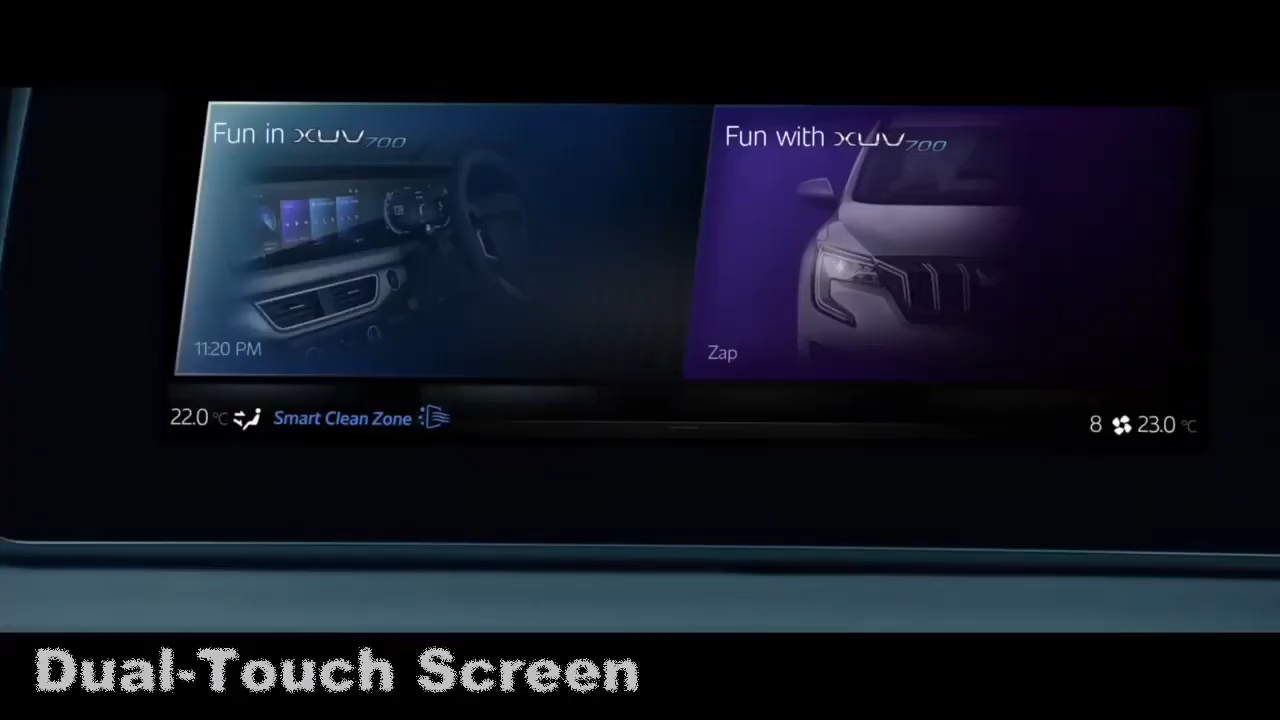 Fun in XUV700
Fun with XUV700
11:20 PM
Zap
22.0 °C
Smart Clean Zone
8
23.0 °C
Dual-Touch Screen